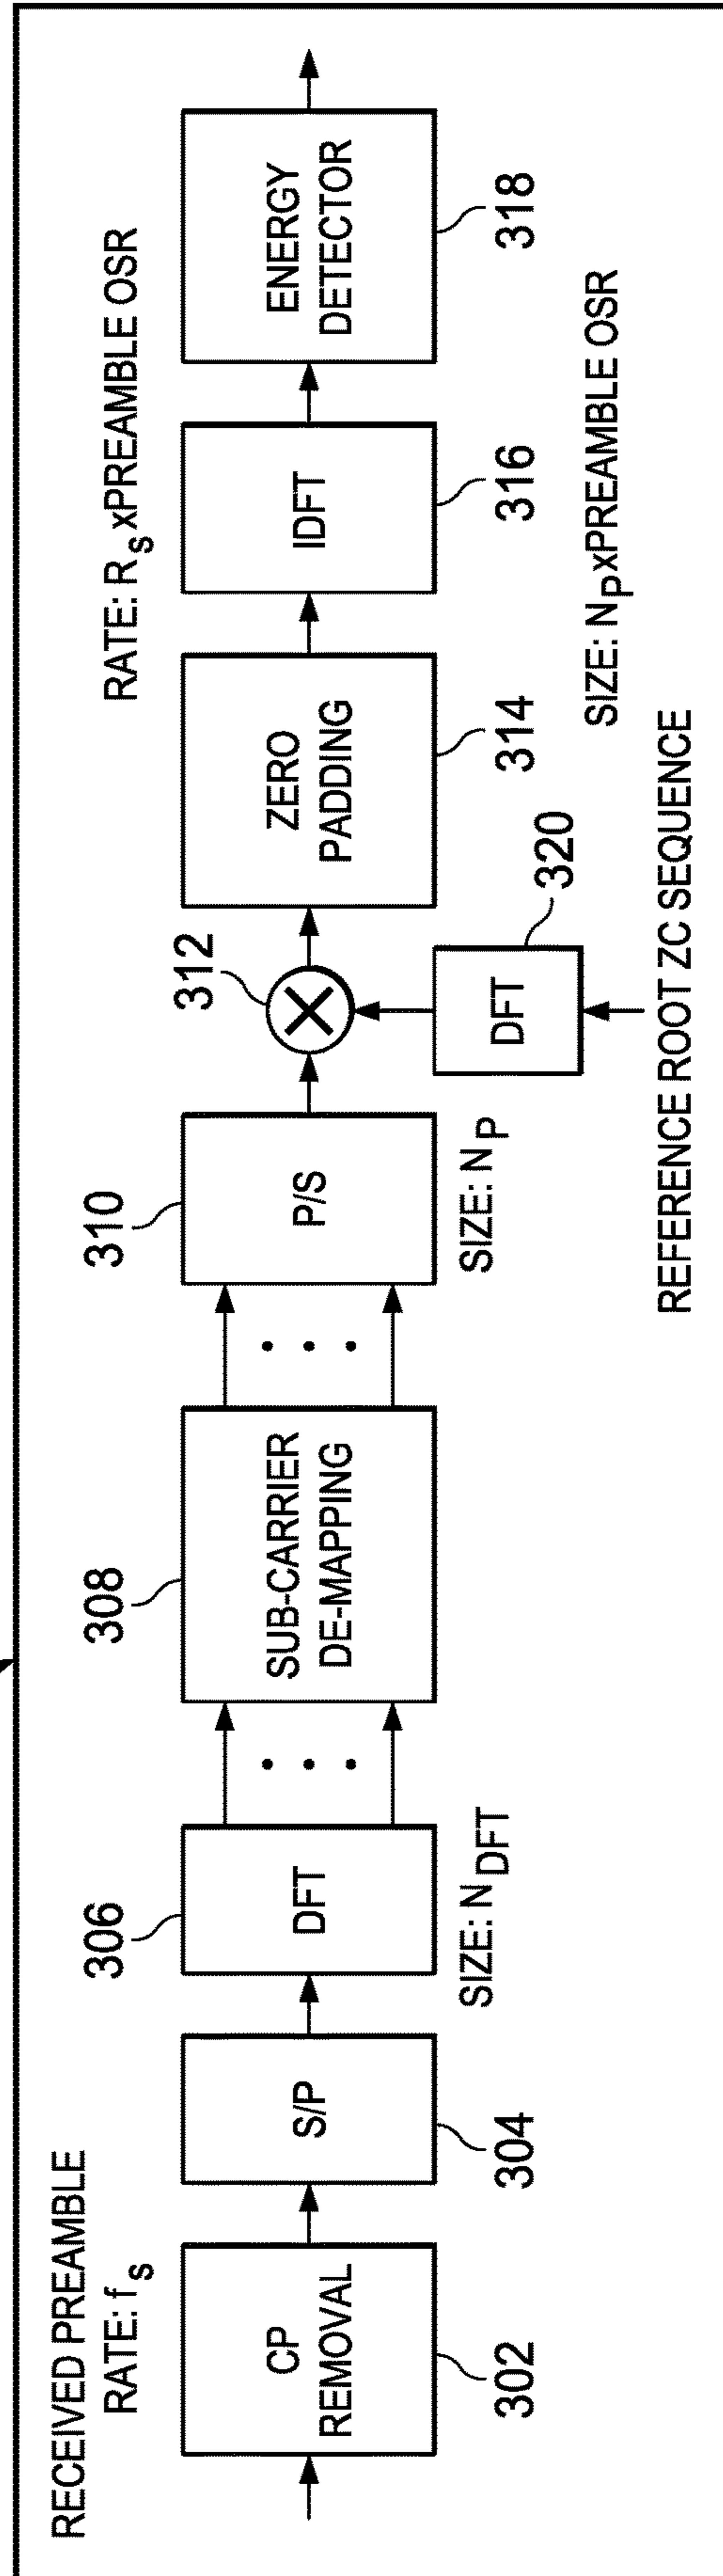 RECEIVED PREAMBLE
RATE: fs
CP
REMOVAL
302
S/P
304
306
DFT
SIZE: NDFT
308
SUB-CARRIER
DE-MAPPING
310
P/S
SIZE: NP
312
DFT
320
REFERENCE ROOT ZC SEQUENCE
ZERO
PADDING
314
RATE: RsxPREAMBLE OSR
IDFT
316
SIZE: NPxPREAMBLE OSR
ENERGY
DETECTOR
318